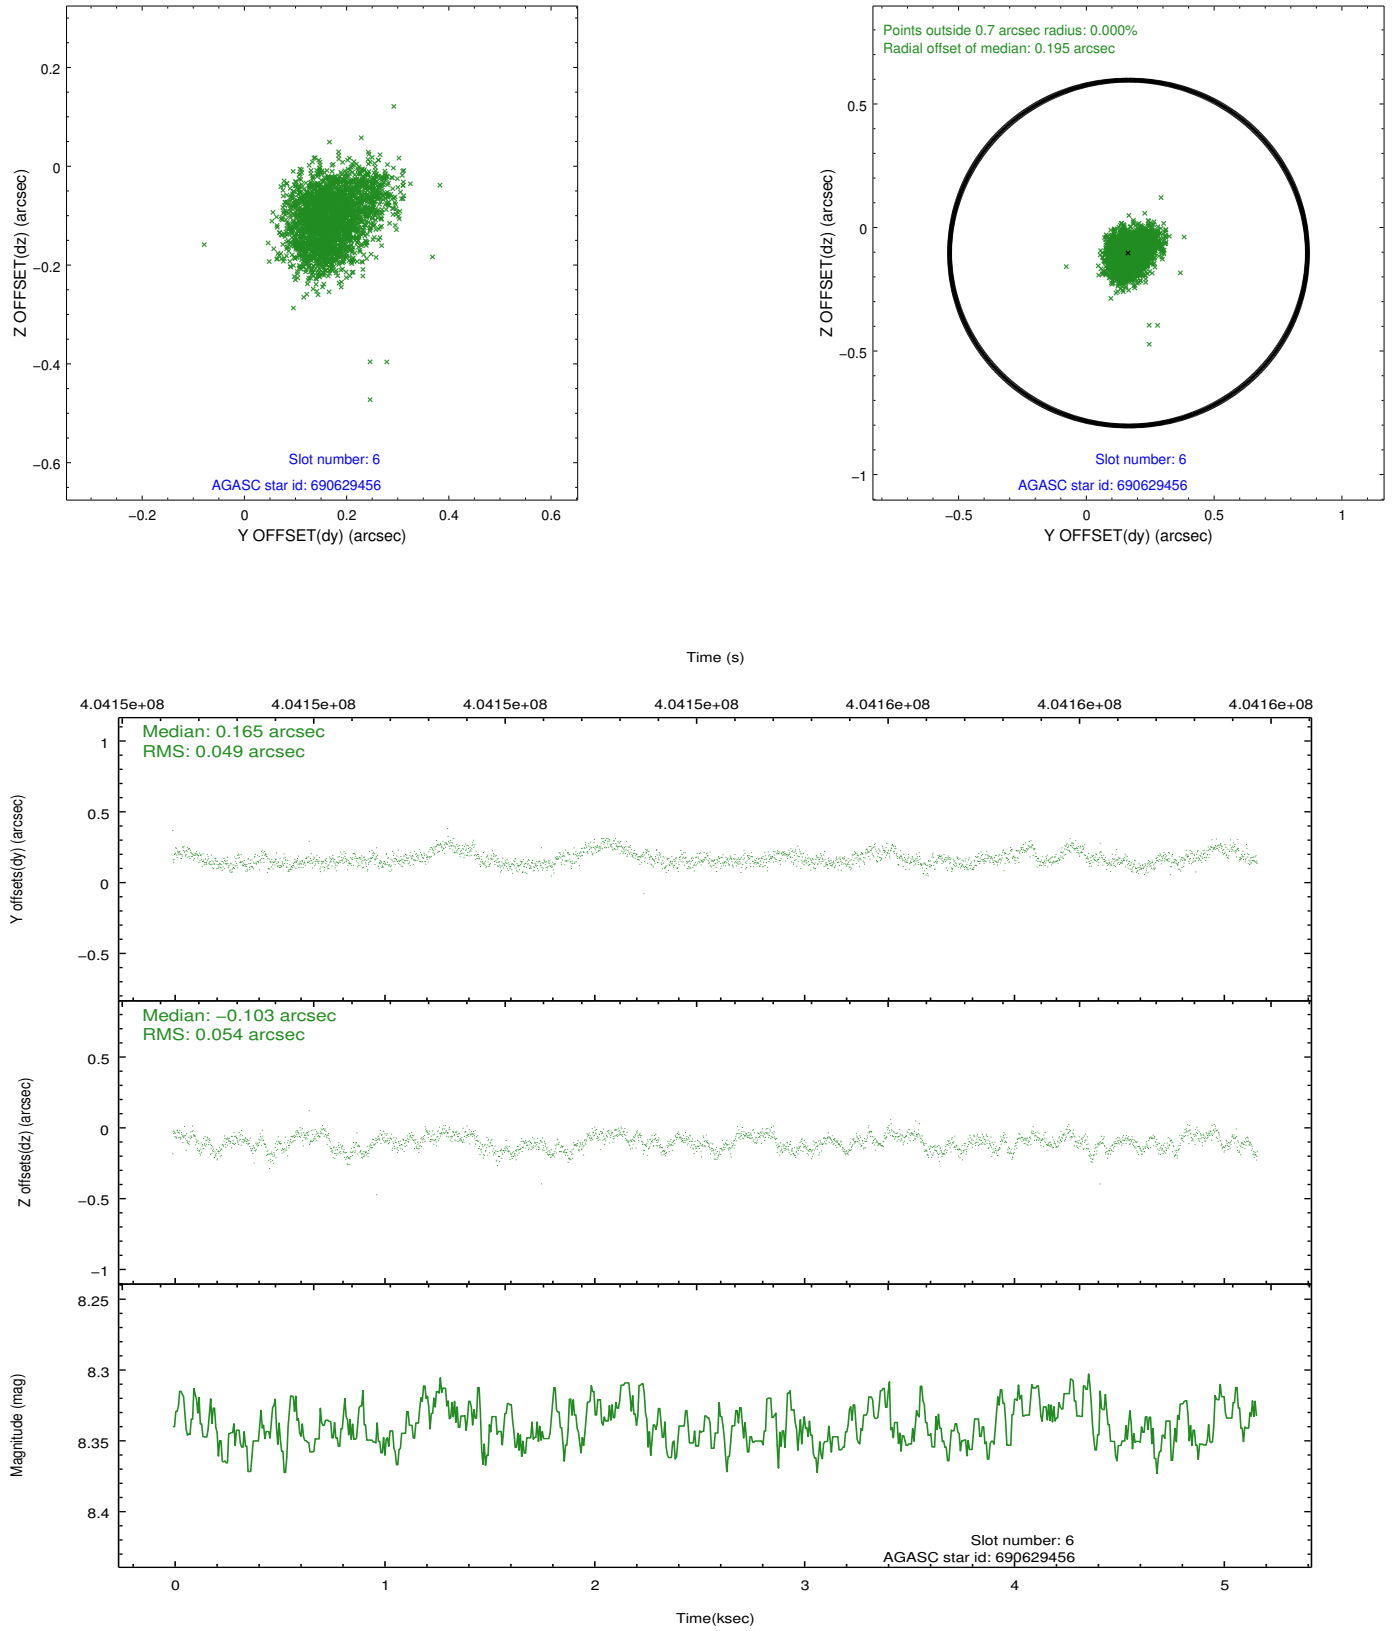 0.2
0
−0.2
−0.4
−0.6
Z OFFSET(dz) (arcsec)
Slot number: 6
AGASC star id: 690629456
−0.2
0
0.2
0.4
0.6
Y OFFSET(dy) (arcsec)
Points outside 0.7 arcsec radius: 0.000%
Radial offset of median: 0.195 arcsec
0.5
0
−0.5
−1
Z OFFSET(dz) (arcsec)
Slot number: 6
AGASC star id: 690629456
−0.5
0
0.5
1
Y OFFSET(dy) (arcsec)
Time (s)
4.0415e+08
4.0415e+08
4.0415e+08
4.0415e+08
4.0416e+08
4.0416e+08
4.0416e+08
Median: 0.165 arcsec
RMS: 0.049 arcsec
1
0.5
0
−0.5
Y offsets(dy) (arcsec)
Median: −0.103 arcsec
RMS: 0.054 arcsec
0.5
0
−0.5
−1
Z offsets(dz) (arcsec)
8.25
8.3
8.35
8.4
Magnitude (mag)
Slot number: 6
AGASC star id: 690629456
0
1
2
3
4
5
Time(ksec)